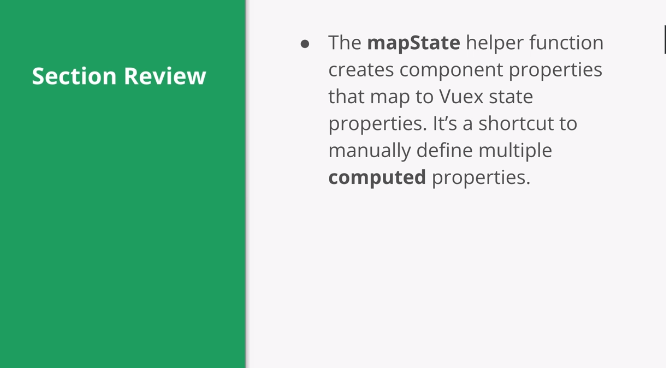 Section Review
● The mapState helper function
creates component properties
that map to Vuex state
properties. It’s a shortcut to
manually define multiple
computed properties.